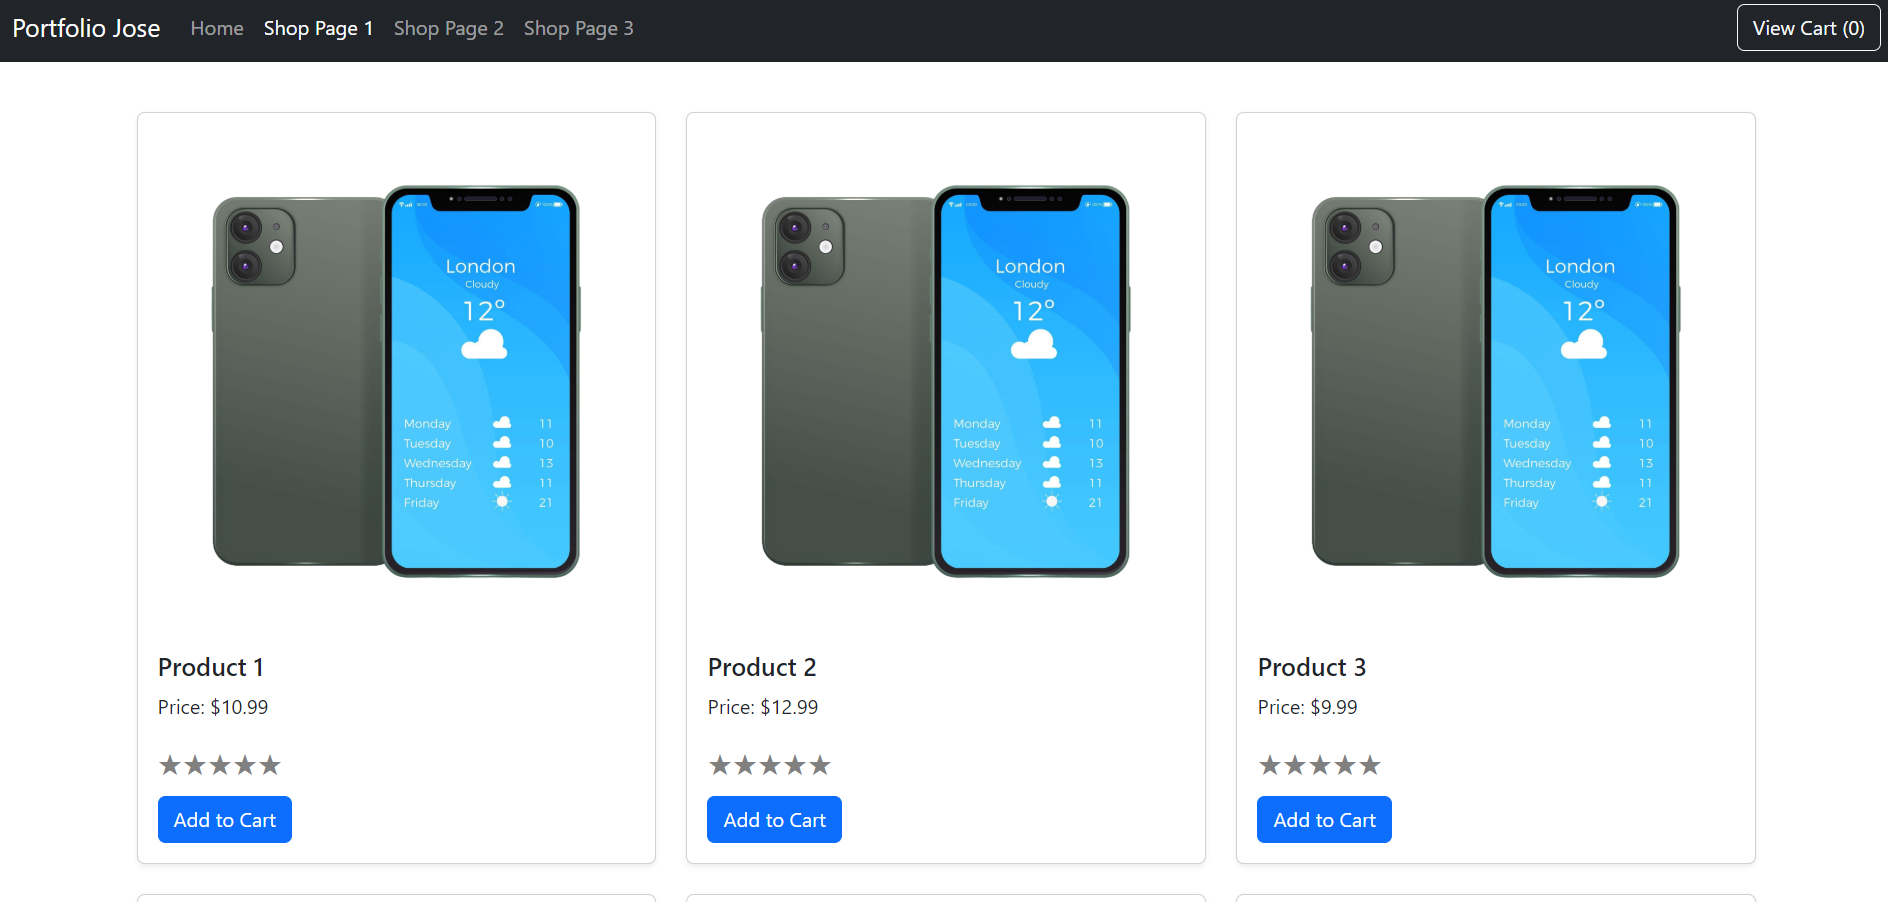 Portfolio Jose Home Shop Page 1 Shop Page 2 Shop Page 3 View Cart (0)
London
Cloudy
12°
Monday 11
Tuesday 10
Wednesday 13
Thursday 11
Friday 21
Product 1
Price: $10.99
★★★★★
Add to Cart
London
Cloudy
12°
Monday 11
Tuesday 10
Wednesday 13
Thursday 11
Friday 21
Product 2
Price: $12.99
★★★★★
Add to Cart
London
Cloudy
12°
Monday 11
Tuesday 10
Wednesday 13
Thursday 11
Friday 21
Product 3
Price: $9.99
★★★★★
Add to Cart